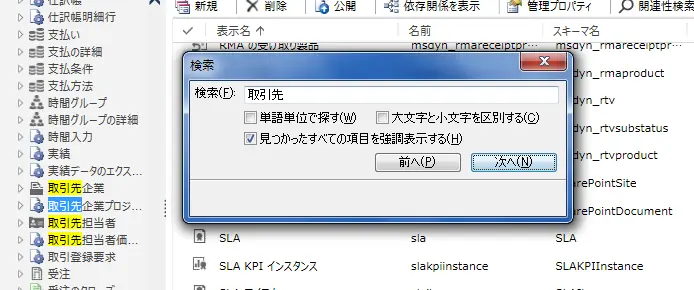 仕訳帳
仕訳帳明細行
支払い
支払の詳細
支払条件
支払方法
時間グループ
時間グループの詳細
時間入力
実績
実績データのエクス...
取引先企業
取引先企業プロジ...
取引先担当者
取引先担当者価...
取引登録要求
受注
新規
削除
公開
依存関係を表示
管理プロパティ
関連性検索
表示名
名前
スキーマ名
RMA の受け取り製品
msdyn_rmareceiptpr...
msdyn_rmareceiptpr...
検索
検索(F):
取引先
単語単位で探す(W)
大文字と小文字を区別する(C)
見つかったすべての項目を強調表示する(H)
前へ(P)
次へ(N)
dyn_rmaproduct
dyn_rtv
dyn_rtvsubstatus
dyn_rtvproduct
arePointSite
arePointDocument
SLA
sla
SLA
SLA KPI インスタンス
slakpiinstance
SLAKPIInstance